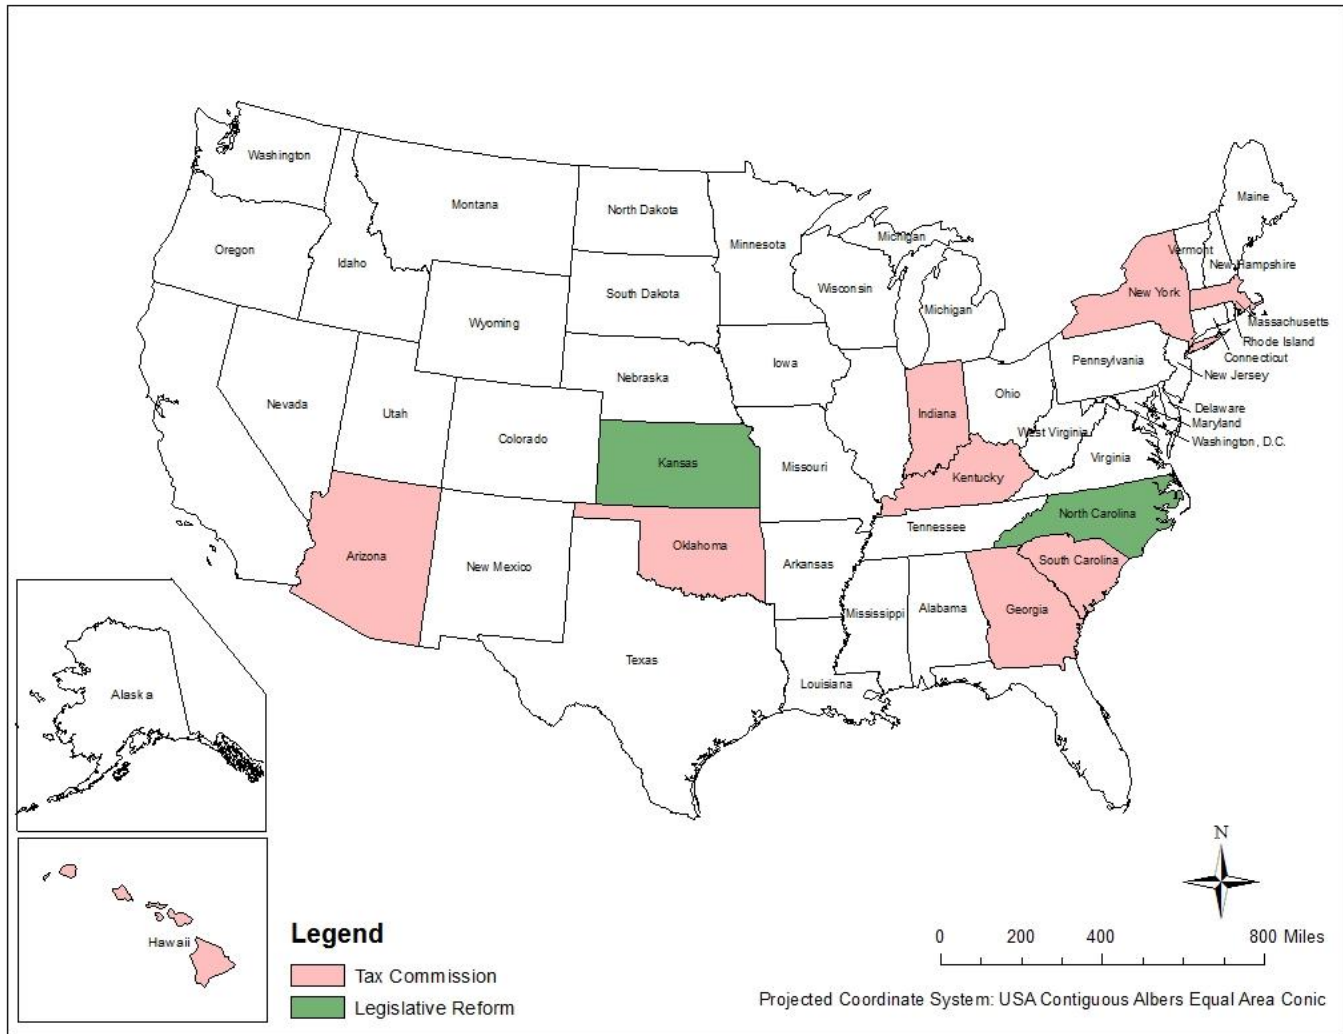 Washington
Montana
North Dakota
Minnesota
Michigan
Maine
Oregon
Idaho
Vermont
New Hampshire
South Dakota
Wisconsin
New York
Michigan
Wyoming
Massachusetts
Rhode Island
Connecticut
Pennsylvania
Iowa
New Jersey
Nebraska
Ohio
Nevada
Utah
Indiana
Delaware
Maryland
Colorado
West Virginia
Washington, D.C.
Kansas
Missouri
Virginia
Kentucky
North Carolina
Tennessee
Oklahoma
Arizona
South Carolina
New Mexico
Arkansas
Georgia
Alabama
Mississippi
Texas
Louisiana
Alaska
N
Hawaii
Legend
Tax Commission
Legislative Reform
0 200 400 800 Miles
Projected Coordinate System: USA Contiguous Albers Equal Area Conic